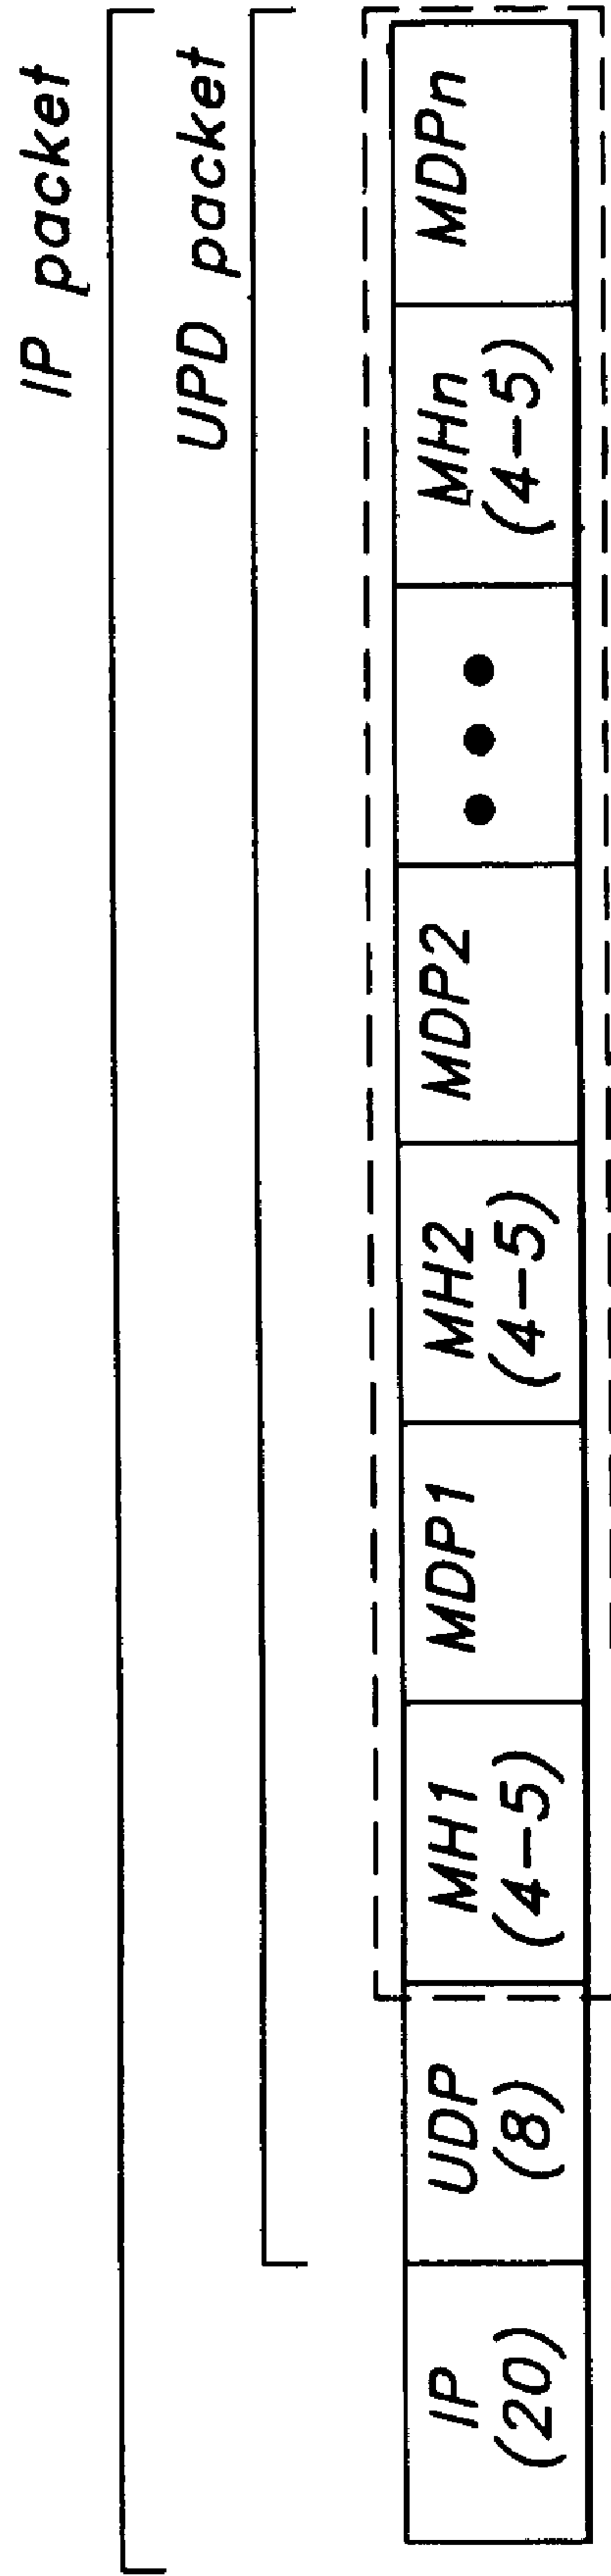 IP packet
UPD packet
IP
(20)
UDP
(8)
MH1
(4-5)
MDP1
MH2
(4-5)
MDP2
MHn
(4-5)
MDPn